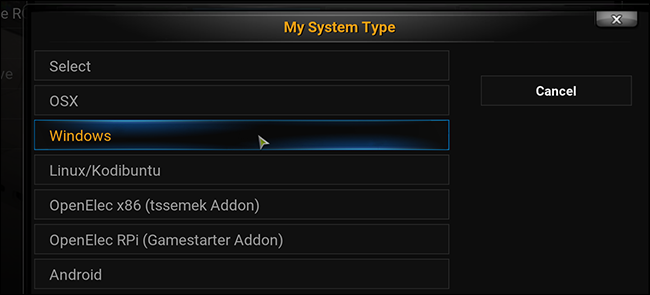 My System Type
Select
OSX
Cancel
Windows
Linux/Kodibuntu
OpenElec x86 (tssemek Addon)
OpenElec RPi (Gamestarter Addon)
Android